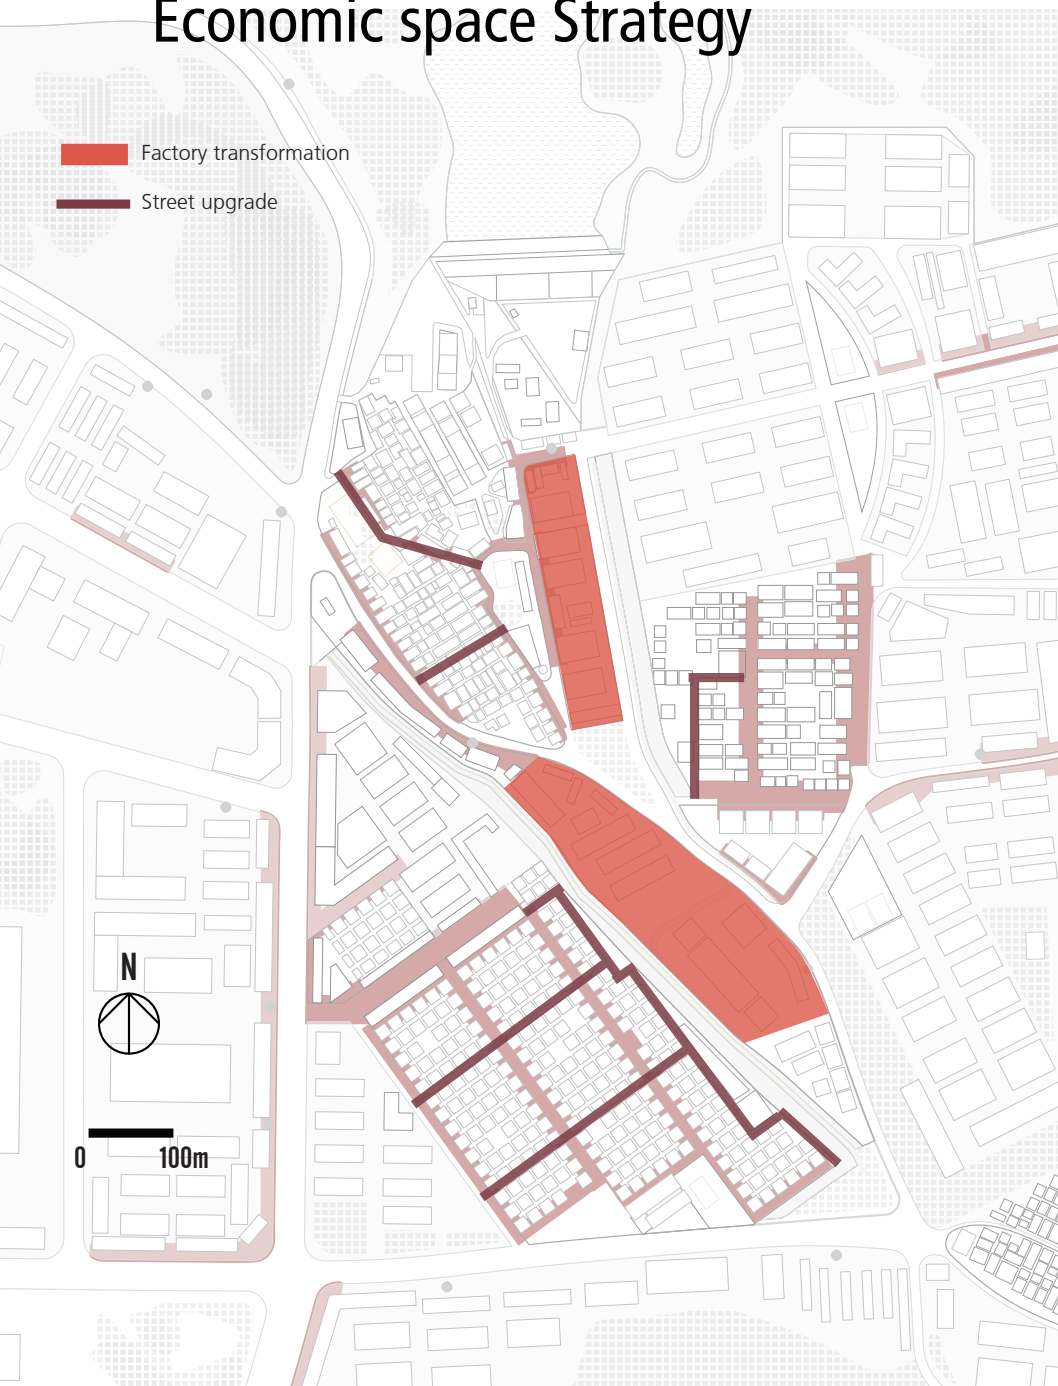 Economic space Strategy
Factory transformation
Street upgrade
N
0 100m